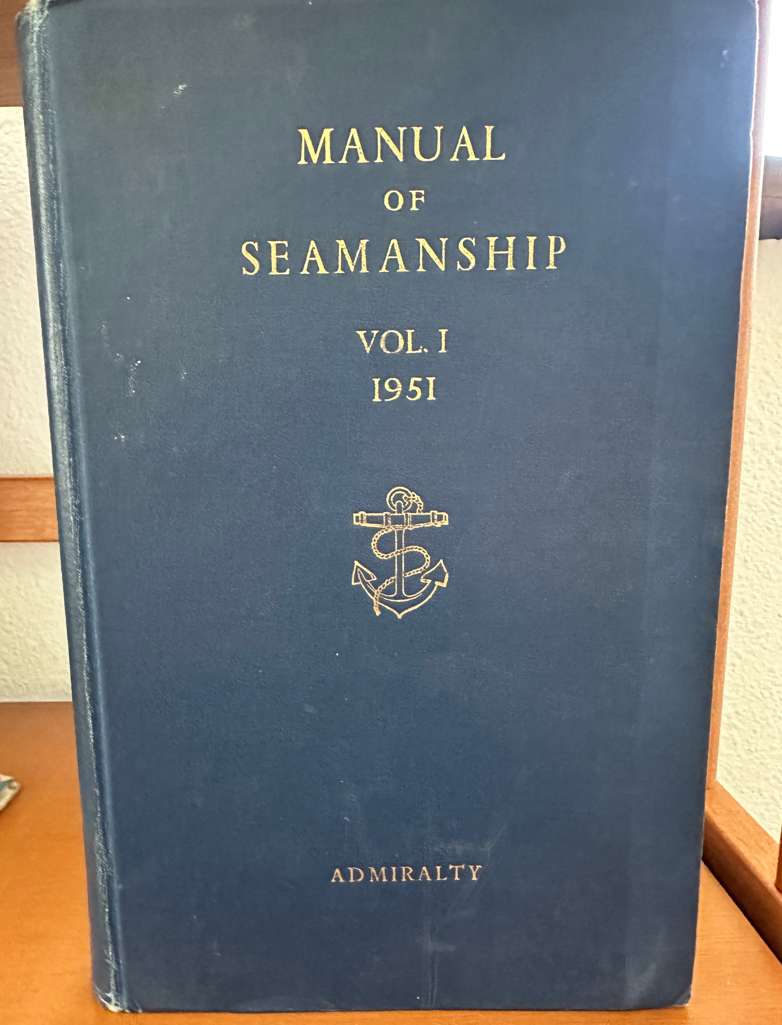 MANUAL
OF
SEAMANSHIP
VOL. I
1951
ADMIRALTY